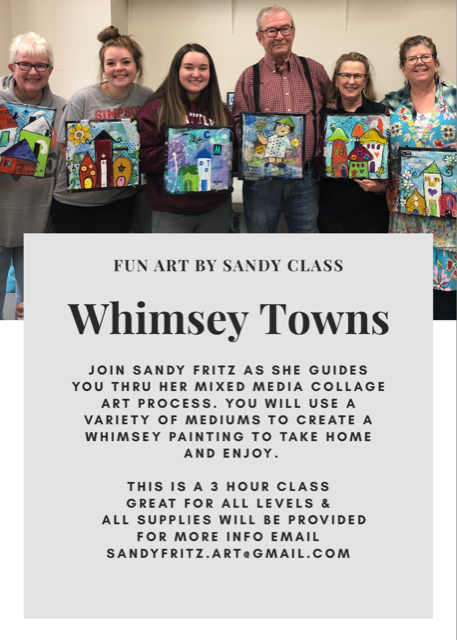 FUN ART BY SANDY CLASS
Whimsey Towns
JOIN SANDY FRITZ AS SHE GUIDES
YOU THRU HER MIXED MEDIA COLLAGE
ART PROCESS. YOU WILL USE A
VARIETY OF MEDIUMS TO CREATE A
WHIMSEY PAINTING TO TAKE HOME
AND ENJOY.
THIS IS A 3 HOUR CLASS
GREAT FOR ALL LEVELS &
ALL SUPPLIES WILL BE PROVIDED
FOR MORE INFO EMAIL
SANDYFRITZ.ART@GMAIL.COM